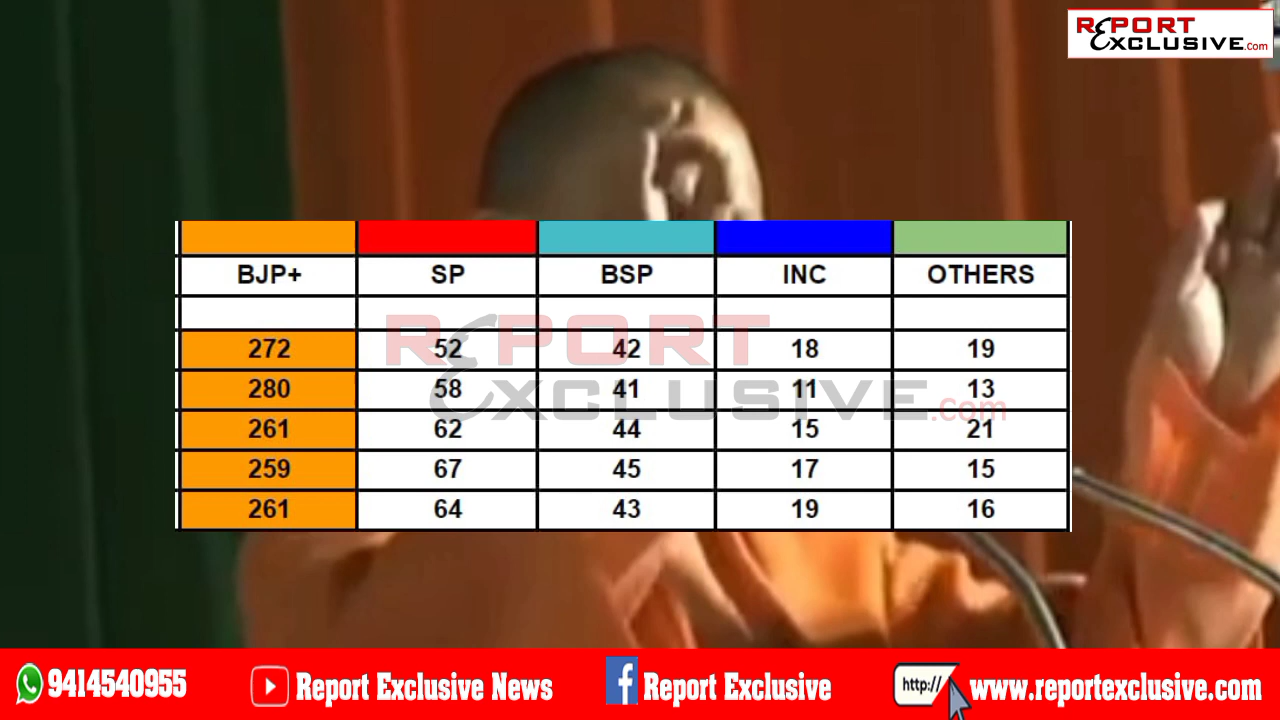 REPORT
EXCLUSIVE.com
BJP+ SP BSP INC OTHERS
REPORT
EXCLUSIVE.com
272 52 42 18 19
280 58 41 11 13
261 62 44 15 21
259 67 45 17 15
261 64 43 19 16
9414540955 Report Exclusive News Report Exclusive http:// www.reportexclusive.com